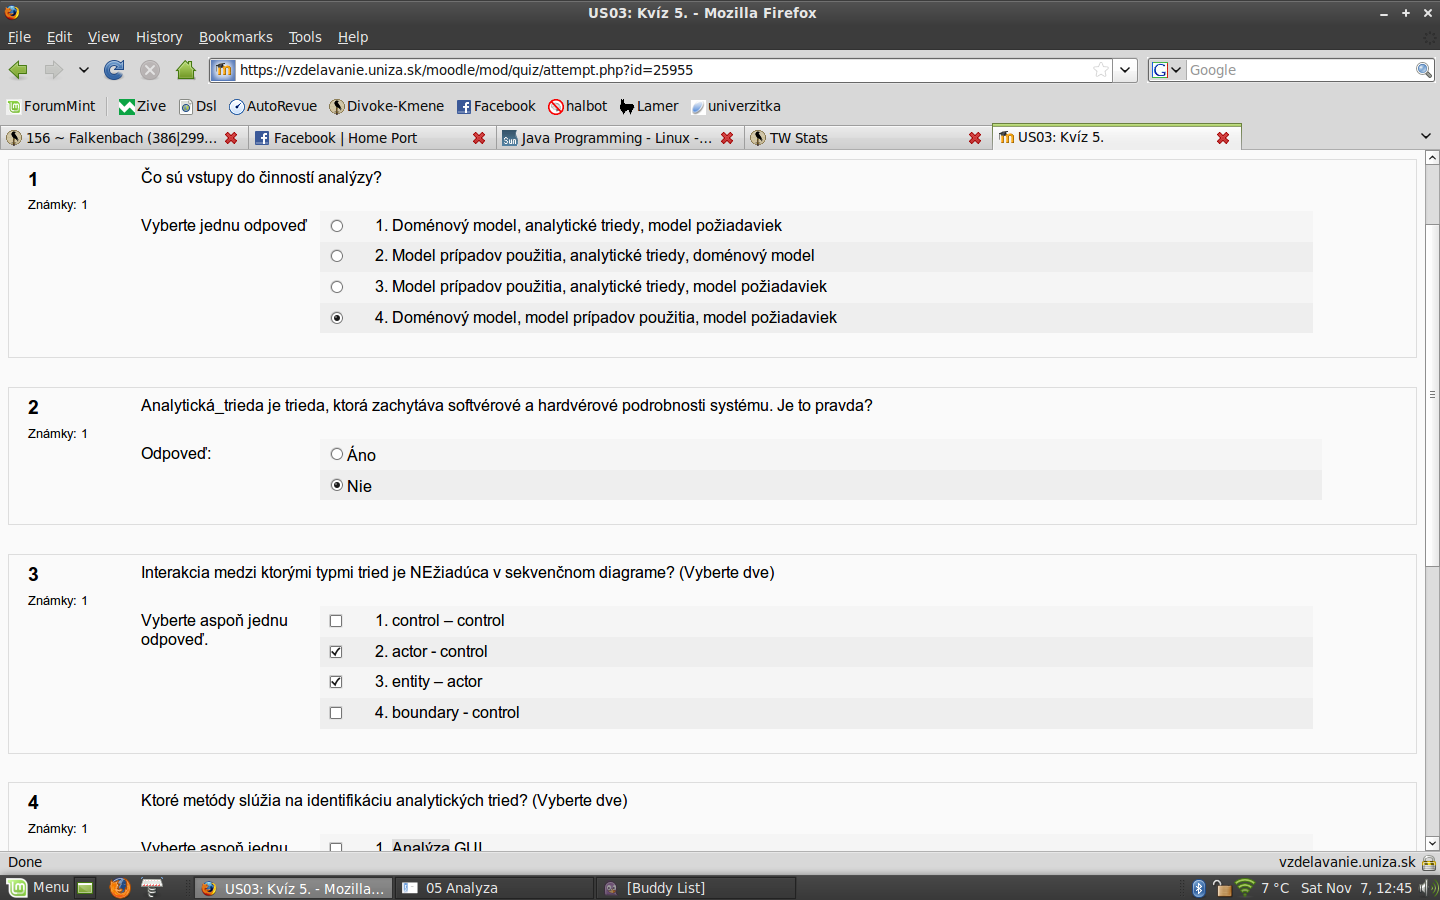 US03: Kvíz 5. - Mozilla Firefox
File Edit View History Bookmarks Tools Help
https://vzdelavanie.uniza.sk/moodle/mod/quiz/attempt.php?id=25955 Google
ForumMint Zive Dsl AutoRevue Divoke-Kmene Facebook halbot Lamer univerzitka
156 ~ Falkenbach (386|299... Facebook | Home Port Java Programming - Linux -... TW Stats US03: Kvíz 5.
1 Čo sú vstupy do činností analýzy?
Známky: 1
Vyberte jednu odpoveď 1. Doménový model, analytické triedy, model požiadaviek
2. Model prípadov použitia, analytické triedy, doménový model
3. Model prípadov použitia, analytické triedy, model požiadaviek
4. Doménový model, model prípadov použitia, model požiadaviek
2 Analytická_trieda je trieda, ktorá zachytáva softvérové a hardvérové podrobnosti systému. Je to pravda?
Známky: 1
Odpoveď: Áno
Nie
3 Interakcia medzi ktorými typmi tried je NEžiadúca v sekvenčnom diagrame? (Vyberte dve)
Známky: 1
Vyberte aspoň jednu odpoveď. 1. control – control
2. actor - control
3. entity – actor
4. boundary - control
4 Ktoré metódy slúžia na identifikáciu analytických tried? (Vyberte dve)
Známky: 1
Vyberte aspoň jednu 1. Analýza GUI
Done vzdelavanie.uniza.sk
Menu US03: Kvíz 5. - Mozilla... 05 Analyza [Buddy List] 7 °C Sat Nov 7, 12:45